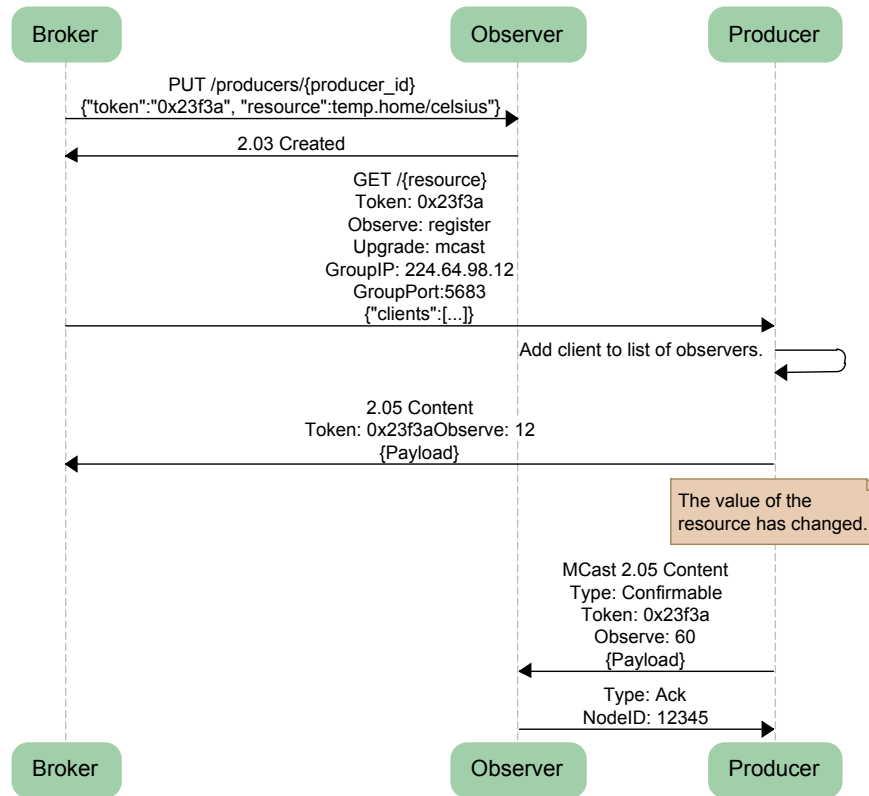 Broker
Observer
Producer
PUT /producers/{producer_id}
{"token":"0x23f3a", "resource":temp.home/celsius"}
2.03 Created
GET /{resource}
Token: 0x23f3a
Observe: register
Upgrade: mcast
GroupIP: 224.64.98.12
GroupPort:5683
{"clients":[...]}
Add client to list of observers.
2.05 Content
Token: 0x23f3aObserve: 12
{Payload}
The value of the
resource has changed.
MCast 2.05 Content
Type: Confirmable
Token: 0x23f3a
Observe: 60
{Payload}
Type: Ack
NodeID: 12345
Broker
Observer
Producer